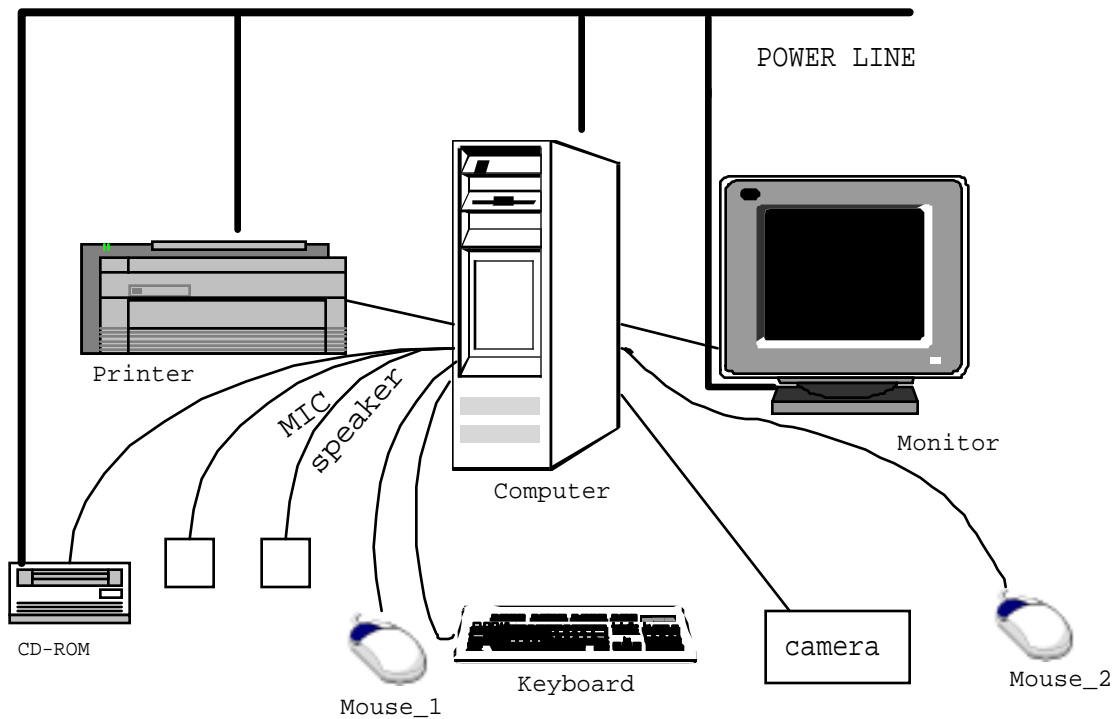 POWER LINE
Printer
MIC
speaker
Monitor
Computer
CD-ROM
camera
Keyboard
Mouse_2
Mouse_1